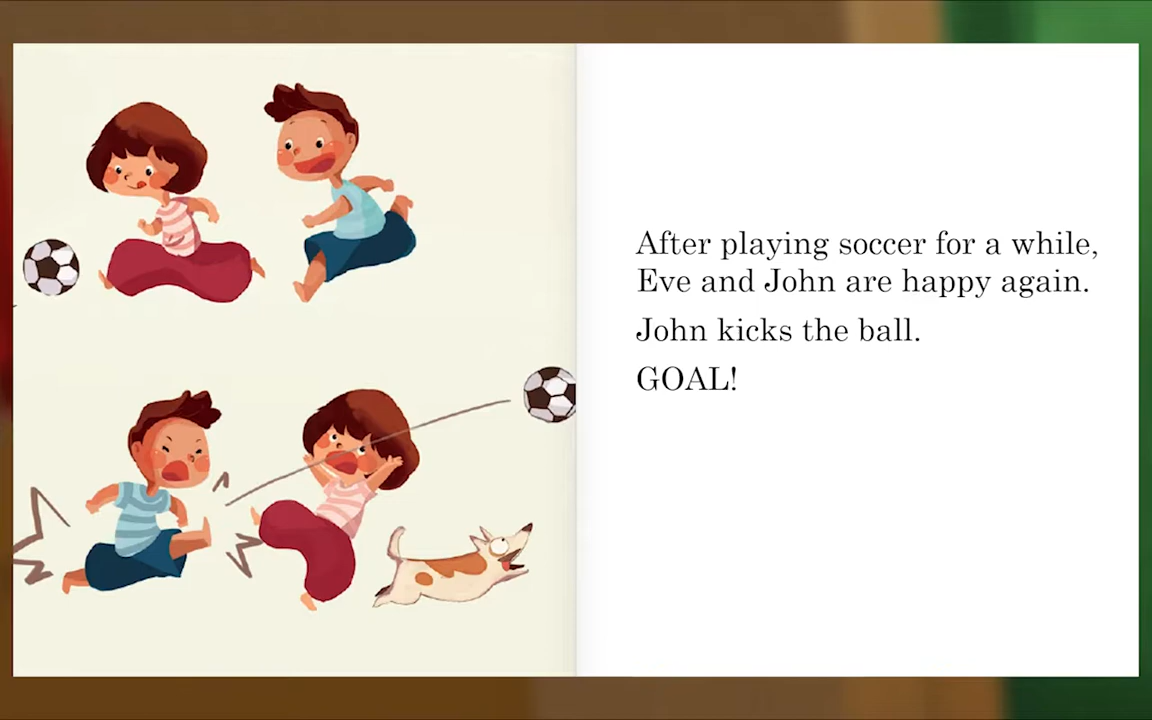 After playing soccer for a while,
Eve and John are happy again.
John kicks the ball.
GOAL!